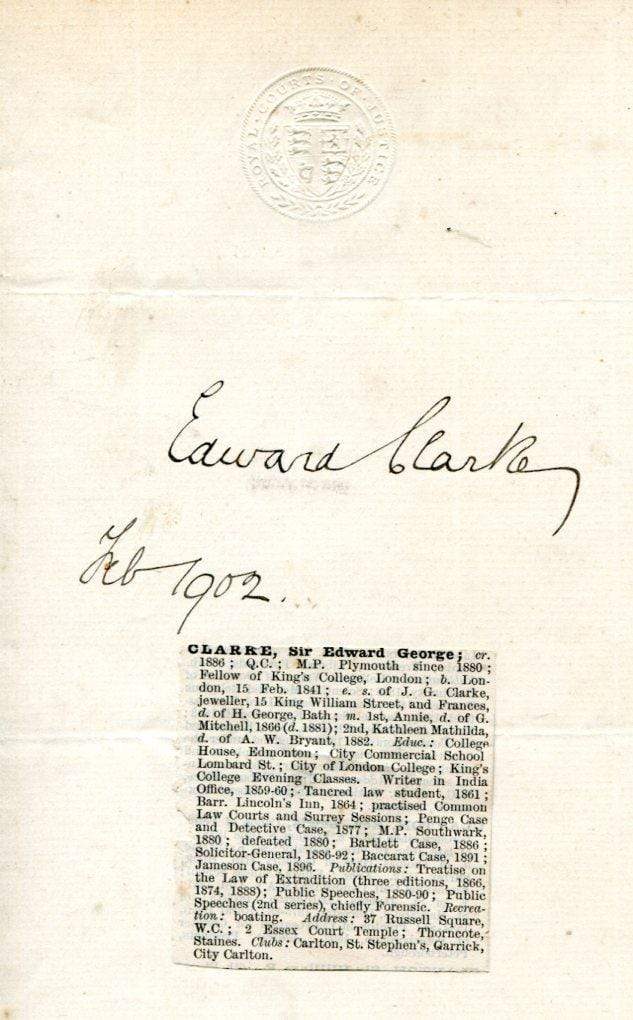 ROYAL · COURTS · OF · JUSTICE
Edward Clarke
Feb 1902.
CLARKE, Sir Edward George; cr.
1886; Q.C.; M.P. Plymouth since 1880;
Fellow of King's College, London; b. Lon-
don, 15 Feb. 1841; e. s. of J. G. Clarke,
jeweller, 15 King William Street, and Frances,
d. of H. George, Bath; m. 1st, Annie, d. of G.
Mitchell, 1866 (d. 1881); 2nd, Kathleen Mathilda,
d. of A. W. Bryant, 1882. Educ.: College
House, Edmonton; City Commercial School
Lombard St.; City of London College; King's
College Evening Classes. Writer in India
Office, 1859-60; Tancred law student, 1861;
Barr. Lincoln's Inn, 1864; practised Common
Law Courts and Surrey Sessions; Penge Case
and Detective Case, 1877; M.P. Southwark,
1880; defeated 1880; Bartlett Case, 1886;
Solicitor-General, 1886-92; Baccarat Case, 1891;
Jameson Case, 1896. Publications: Treatise on
the Law of Extradition (three editions, 1866,
1874, 1888); Public Speeches, 1880-90; Public
Speeches (2nd series), chiefly Forensic. Recrea-
tion: boating. Address: 37 Russell Square,
W.C.; 2 Essex Court Temple; Thorncote,
Staines. Clubs: Carlton, St. Stephen's, Garrick,
City Carlton.